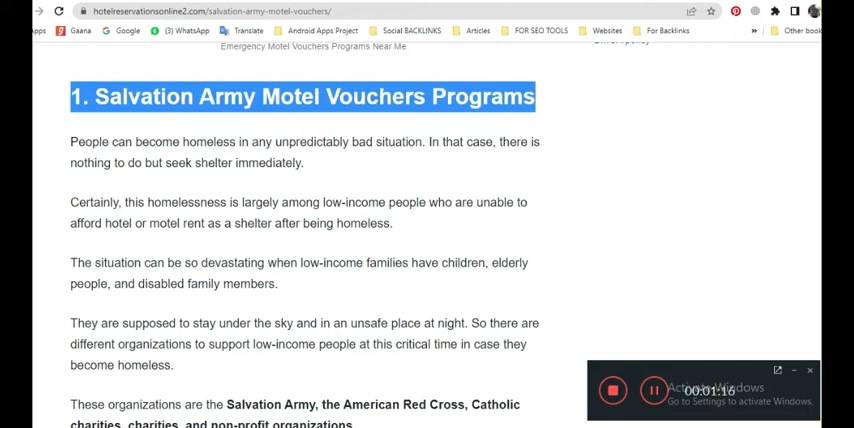 hotelreservationsonline2.com/salvation-army-motel-vouchers/
Apps Gaana Google (3) WhatsApp Translate Android Apps Project Social BACKLINKS Articles FOR SEO TOOLS Websites For Backlinks » Other book
Emergency Motel Vouchers Programs Near Me
1. Salvation Army Motel Vouchers Programs
People can become homeless in any unpredictably bad situation. In that case, there is
nothing to do but seek shelter immediately.
Certainly, this homelessness is largely among low-income people who are unable to
afford hotel or motel rent as a shelter after being homeless.
The situation can be so devastating when low-income families have children, elderly
people, and disabled family members.
They are supposed to stay under the sky and in an unsafe place at night. So there are
different organizations to support low-income people at this critical time in case they
become homeless.
These organizations are the Salvation Army, the American Red Cross, Catholic
charities, charities, and non-profit organizations.
Activate Windows
00:01:16
Go to Settings to activate Windows.